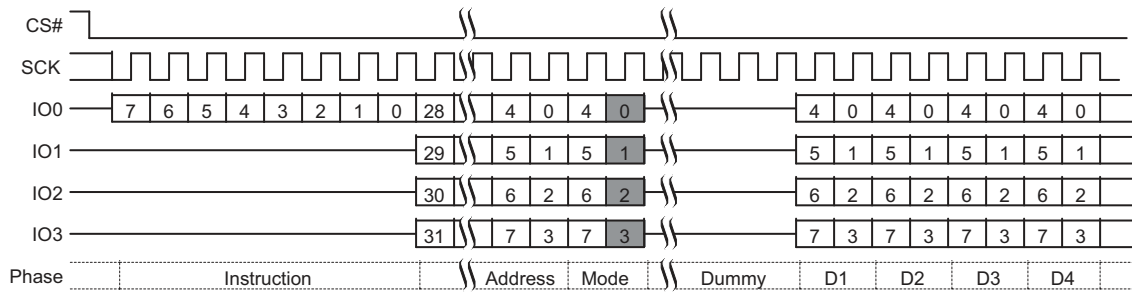 CS#
SCK
IO0 7 6 5 4 3 2 1 0 28 4 0 4 0 4 0 4 0 4 0 4 0
IO1 29 5 1 5 1 5 1 5 1 5 1 5 1
IO2 30 6 2 6 2 6 2 6 2 6 2 6 2
IO3 31 7 3 7 3 7 3 7 3 7 3 7 3
Phase Instruction Address Mode Dummy D1 D2 D3 D4